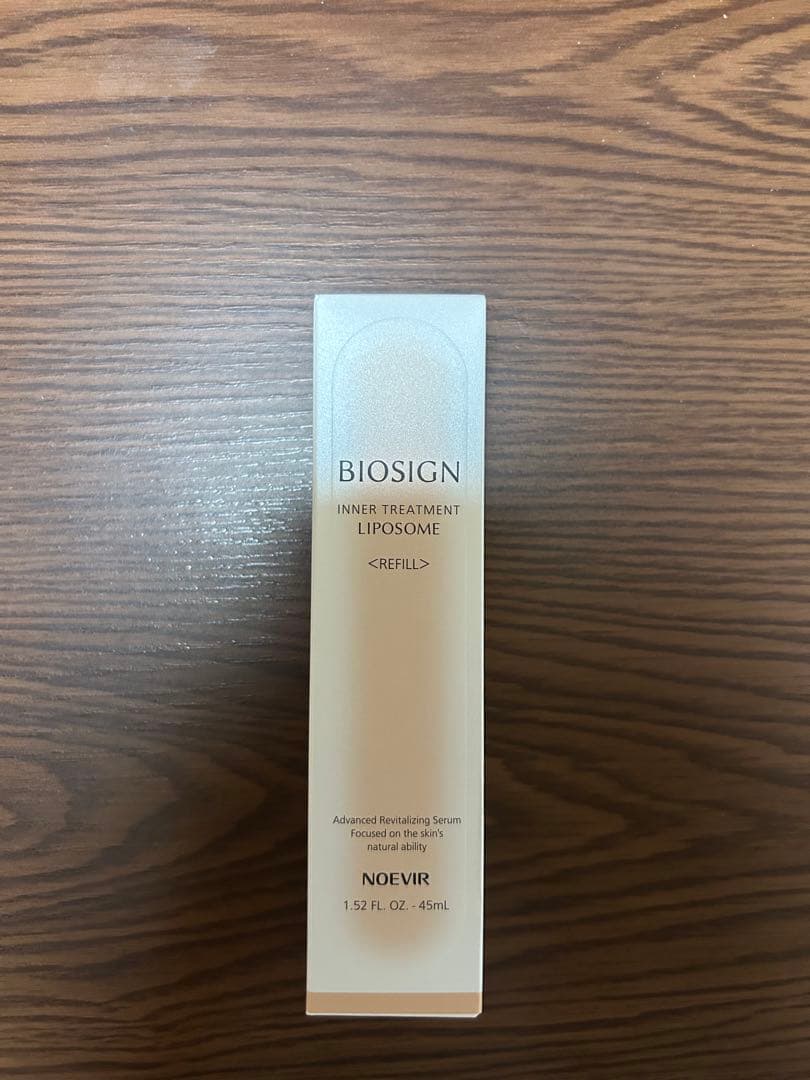 BIOSIGN
INNER TREATMENT
LIPOSOME
<REFILL>
Advanced Revitalizing Serum
Focused on the skin's
natural ability
NOEVIR
1.52 FL. OZ. - 45mL